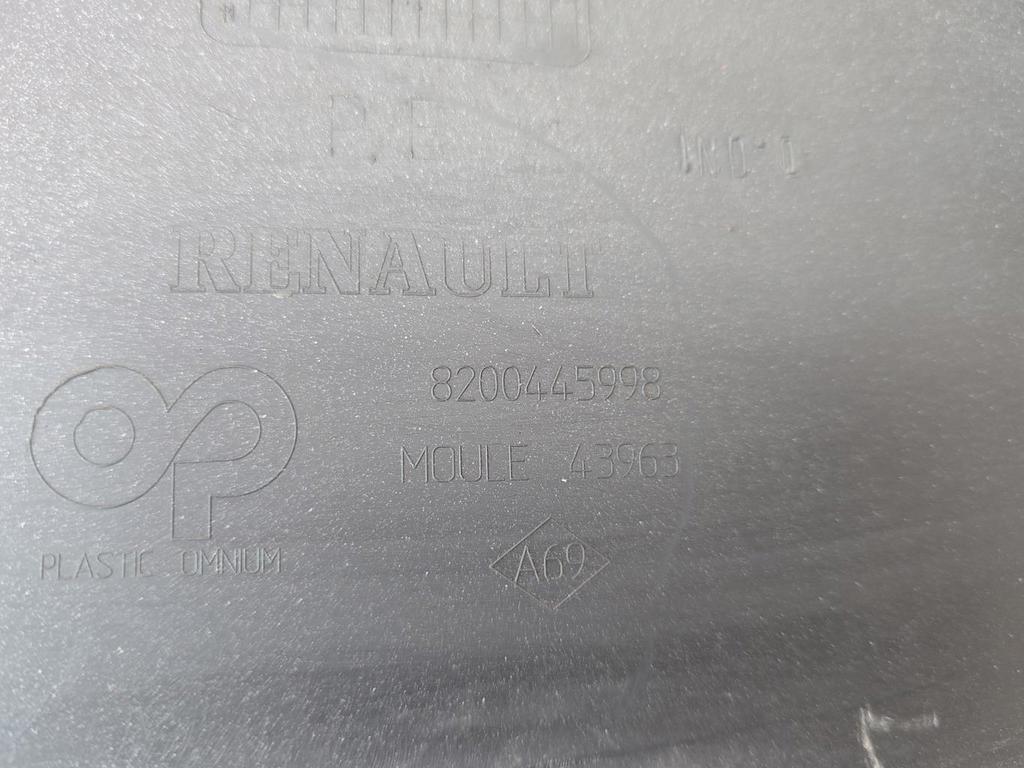 RENAULT
8200445998
MOULE 43963
PLASTIC OMNIUM
A69